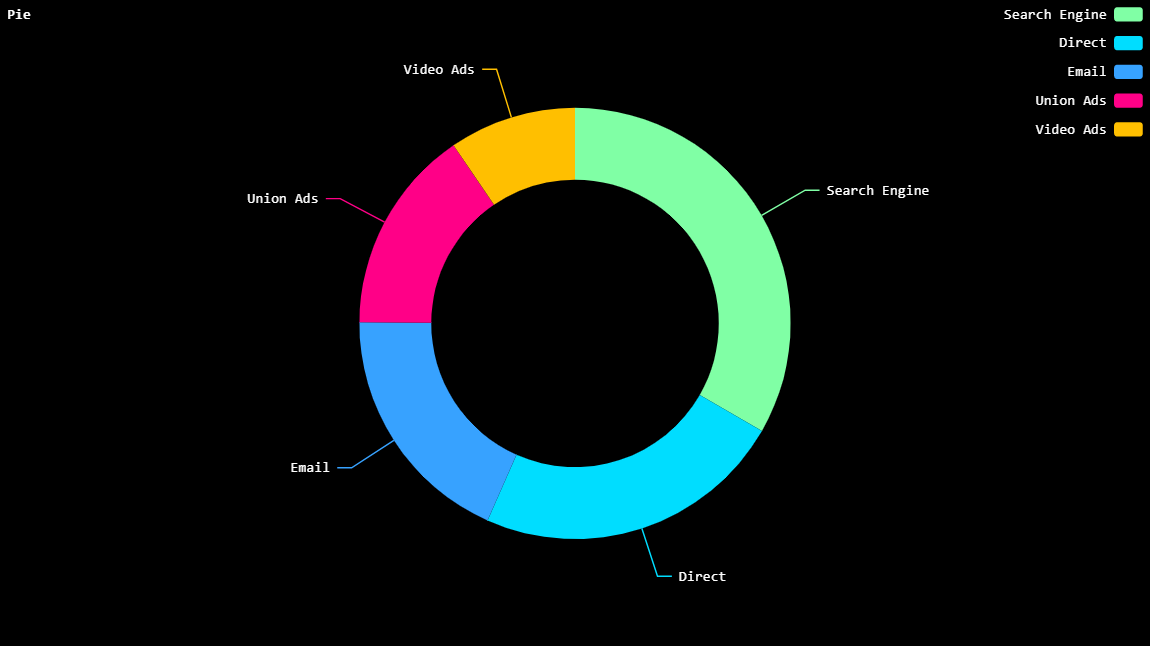 Pie
Search Engine
Direct
Email
Union Ads
Video Ads
Video Ads
Search Engine
Union Ads
Email
Direct